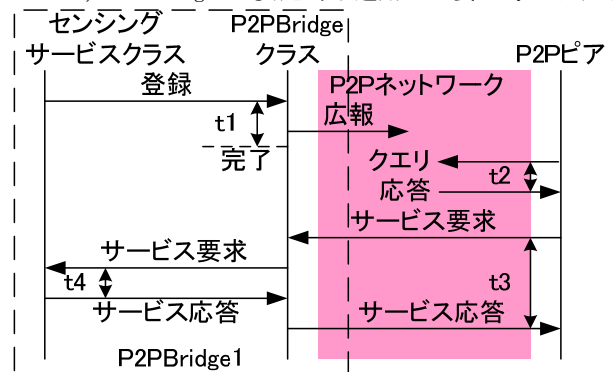 センシング
サービスクラス
P2PBridge
クラス
P2Pピア
登録
P2Pネットワーク
広報
t1
完了
クエリ
t2
応答
サービス要求
サービス要求
t4
t3
サービス応答
サービス応答
P2PBridge1